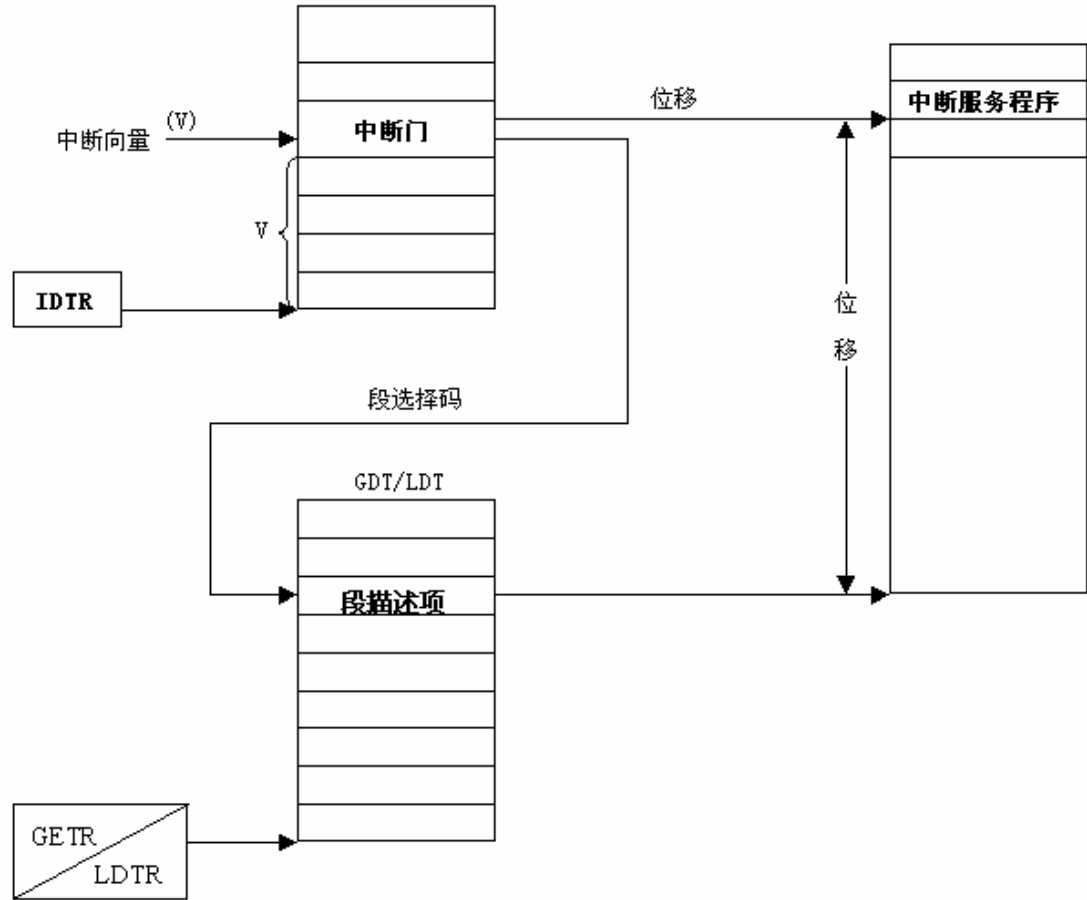 (V)
中断向量
中断门
位移
中断服务程序
V
IDTR
位
移
段选择码
GDT/LDT
段描述项
GETR
LDTR